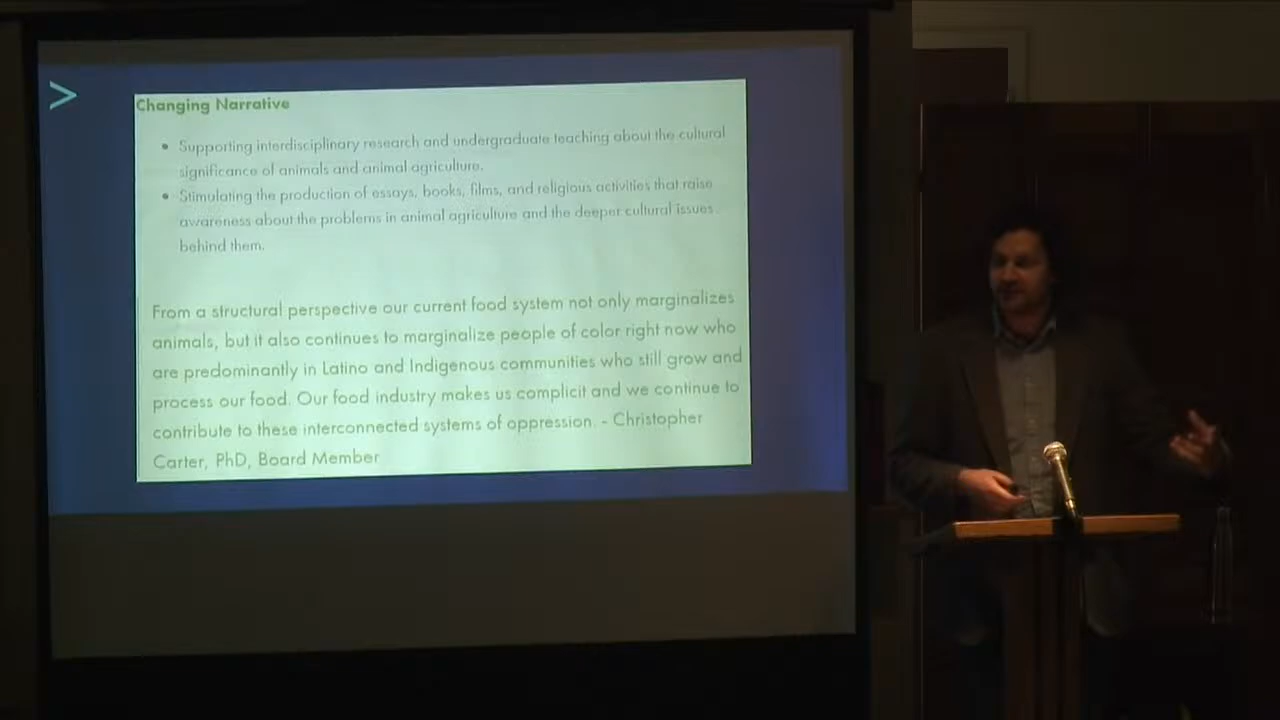 >
Changing Narrative
• Supporting interdisciplinary research and undergraduate teaching about the cultural
significance of animals and animal agriculture.
• Stimulating the production of essays, books, films, and religious activities that raise
awareness about the problems in animal agriculture and the deeper cultural issues
behind them.
From a structural perspective our current food system not only marginalizes
animals, but it also continues to marginalize people of color right now who
are predominantly in Latino and Indigenous communities who still grow and
process our food. Our food industry makes us complicit and we continue to
contribute to these interconnected systems of oppression. - Christopher
Carter, PhD, Board Member